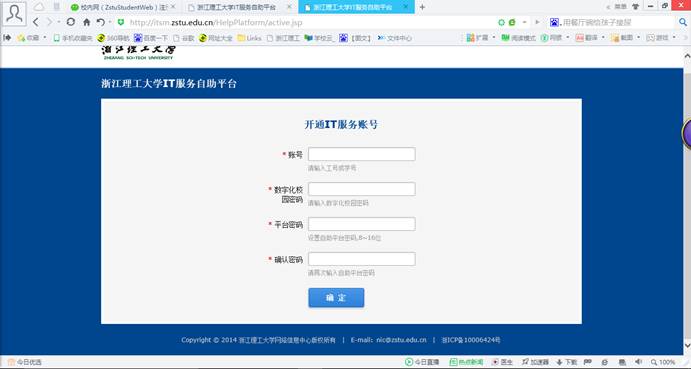 校内网 ( ZstuStudentWeb ) 注
浙江理工大学IT服务自助平台
浙江理工大学IT服务自助平台
菜单
http://itsm.zstu.edu.cn/HelpPlatform/active.jsp
用餐厅碗给孩子接尿
收藏
手机收藏夹
360导航
百度一下
谷歌
网址大全
Links
浙江理工
学校云_
【图文】
文件中心
扩展
阅读模式
网银
翻译
截图
游戏
浙江理工大学
ZHEJIANG SCI-TECH UNIVERSITY
浙江理工大学IT服务自助平台
开通IT服务账号
* 账号
请输入工号或学号
* 数字化校
园密码
请输入数字化校园密码
* 平台密码
设置自助平台密码,8~16位
* 确认密码
请再次输入自助平台密码
确 定
Copyright © 2014 浙江理工大学网络信息中心版权所有 | E-mail: nic@zstu.edu.cn | 浙ICP备10006424号
今日优选
今日直播
热点新闻
医生
加速器
下载
100%